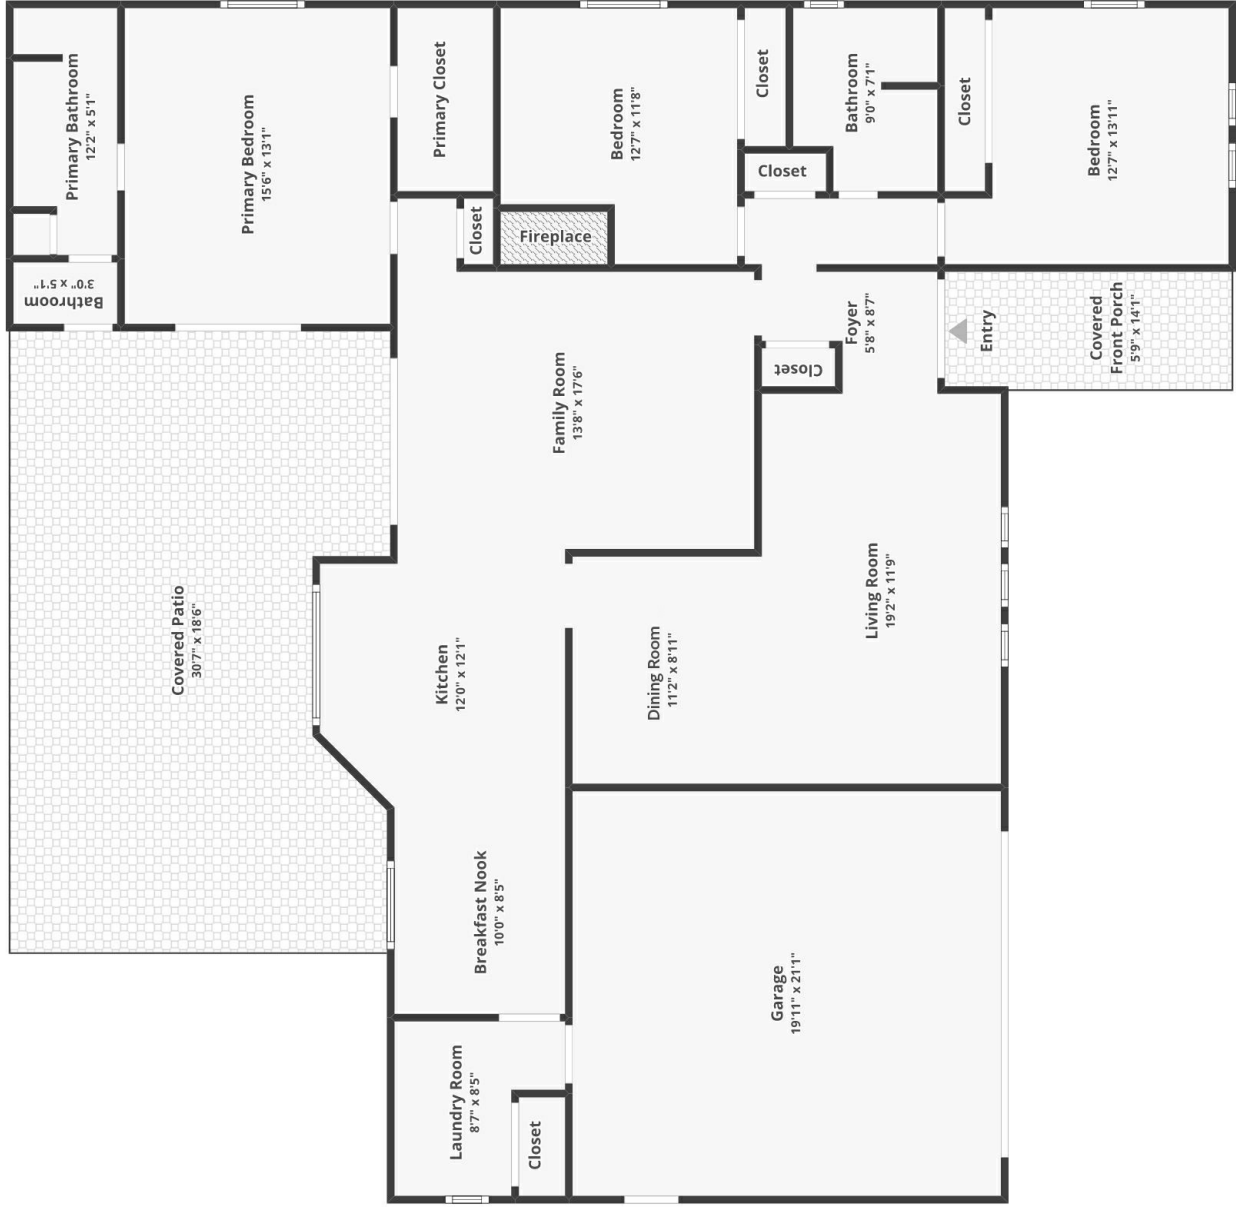 Primary Bathroom
12'2" x 5'1"
Primary Bedroom
15'6" x 13'1"
Primary Closet
Closet
Fireplace
Bedroom
12'7" x 11'8"
Closet
Closet
Bathroom
9'0" x 7'1"
Closet
Bedroom
12'7" x 13'11"
Bathroom
3'0" x 5'1"
Covered
Front Porch
5'9" x 14'1"
Entry
Foyer
5'8" x 8'7"
Closet
Family Room
13'8" x 17'6"
Covered Patio
30'7" x 18'6"
Kitchen
12'0" x 12'1"
Dining Room
11'2" x 8'11"
Living Room
19'2" x 11'9"
Breakfast Nook
10'0" x 8'5"
Garage
19'11" x 21'1"
Laundry Room
8'7" x 8'5"
Closet